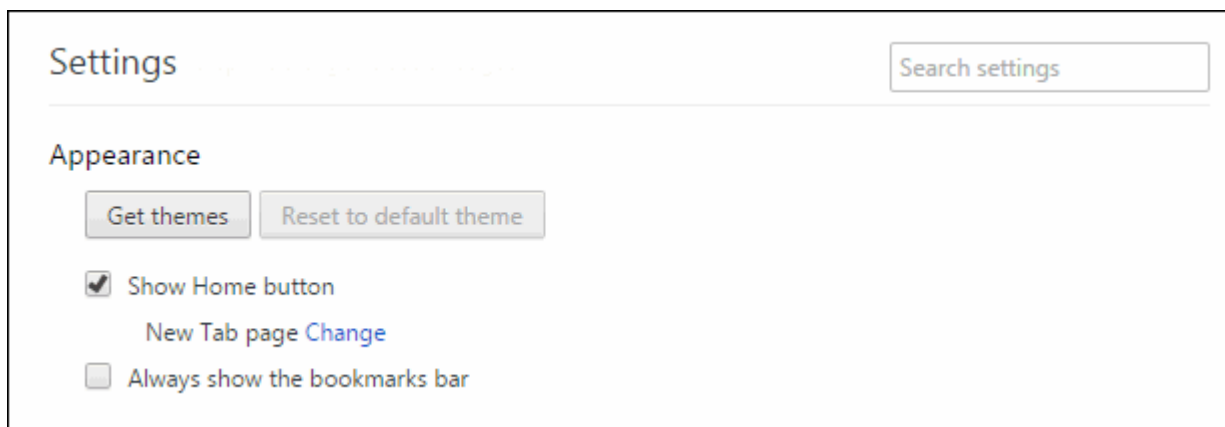 Settings
Search settings
Appearance
Get themes
Reset to default theme
Show Home button
New Tab page Change
Always show the bookmarks bar